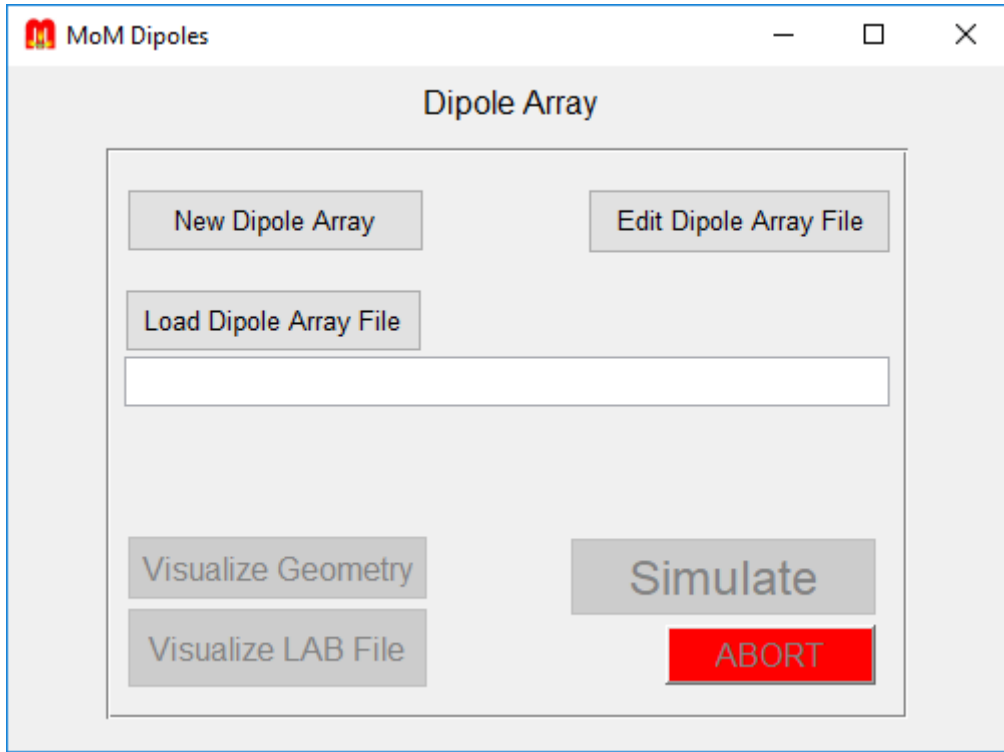 MoM Dipoles
Dipole Array
New Dipole Array
Edit Dipole Array File
Load Dipole Array File
Visualize Geometry
Simulate
Visualize LAB File
ABORT